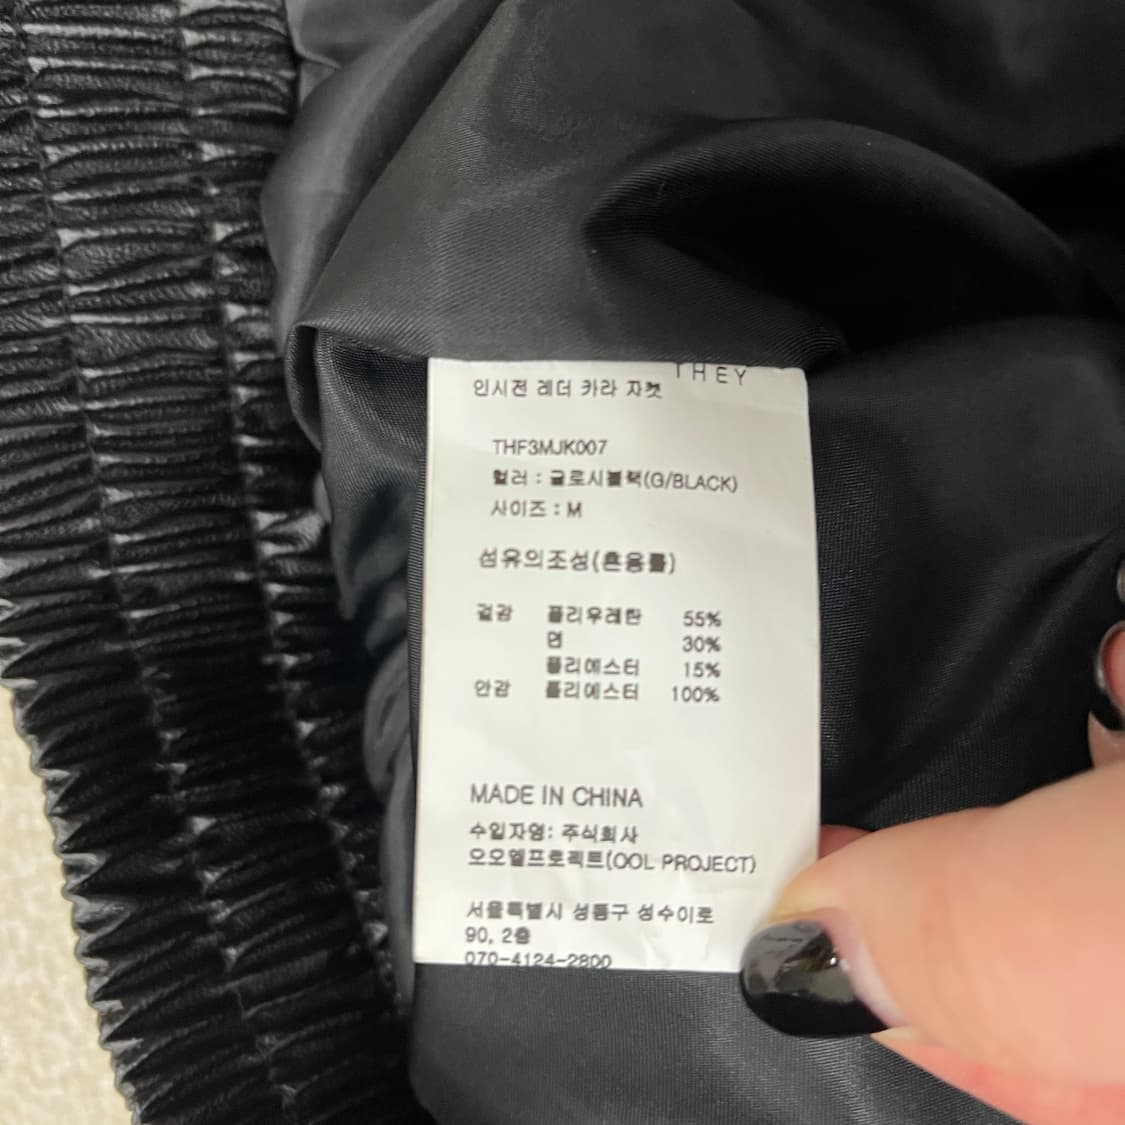 THEY
인시전 레더 카라 자켓
THF3MJK007
컬러 : 글로시블랙(G/BLACK)
사이즈 : M
섬유의조성(혼용률)
겉감 폴리우레탄 55%
면 30%
폴리에스터 15%
안감 폴리에스터 100%
MADE IN CHINA
수입자명: 주식회사
오오엘프로젝트(OOL PROJECT)
서울특별시 성동구 성수이로
90, 2층
070-4124-2800